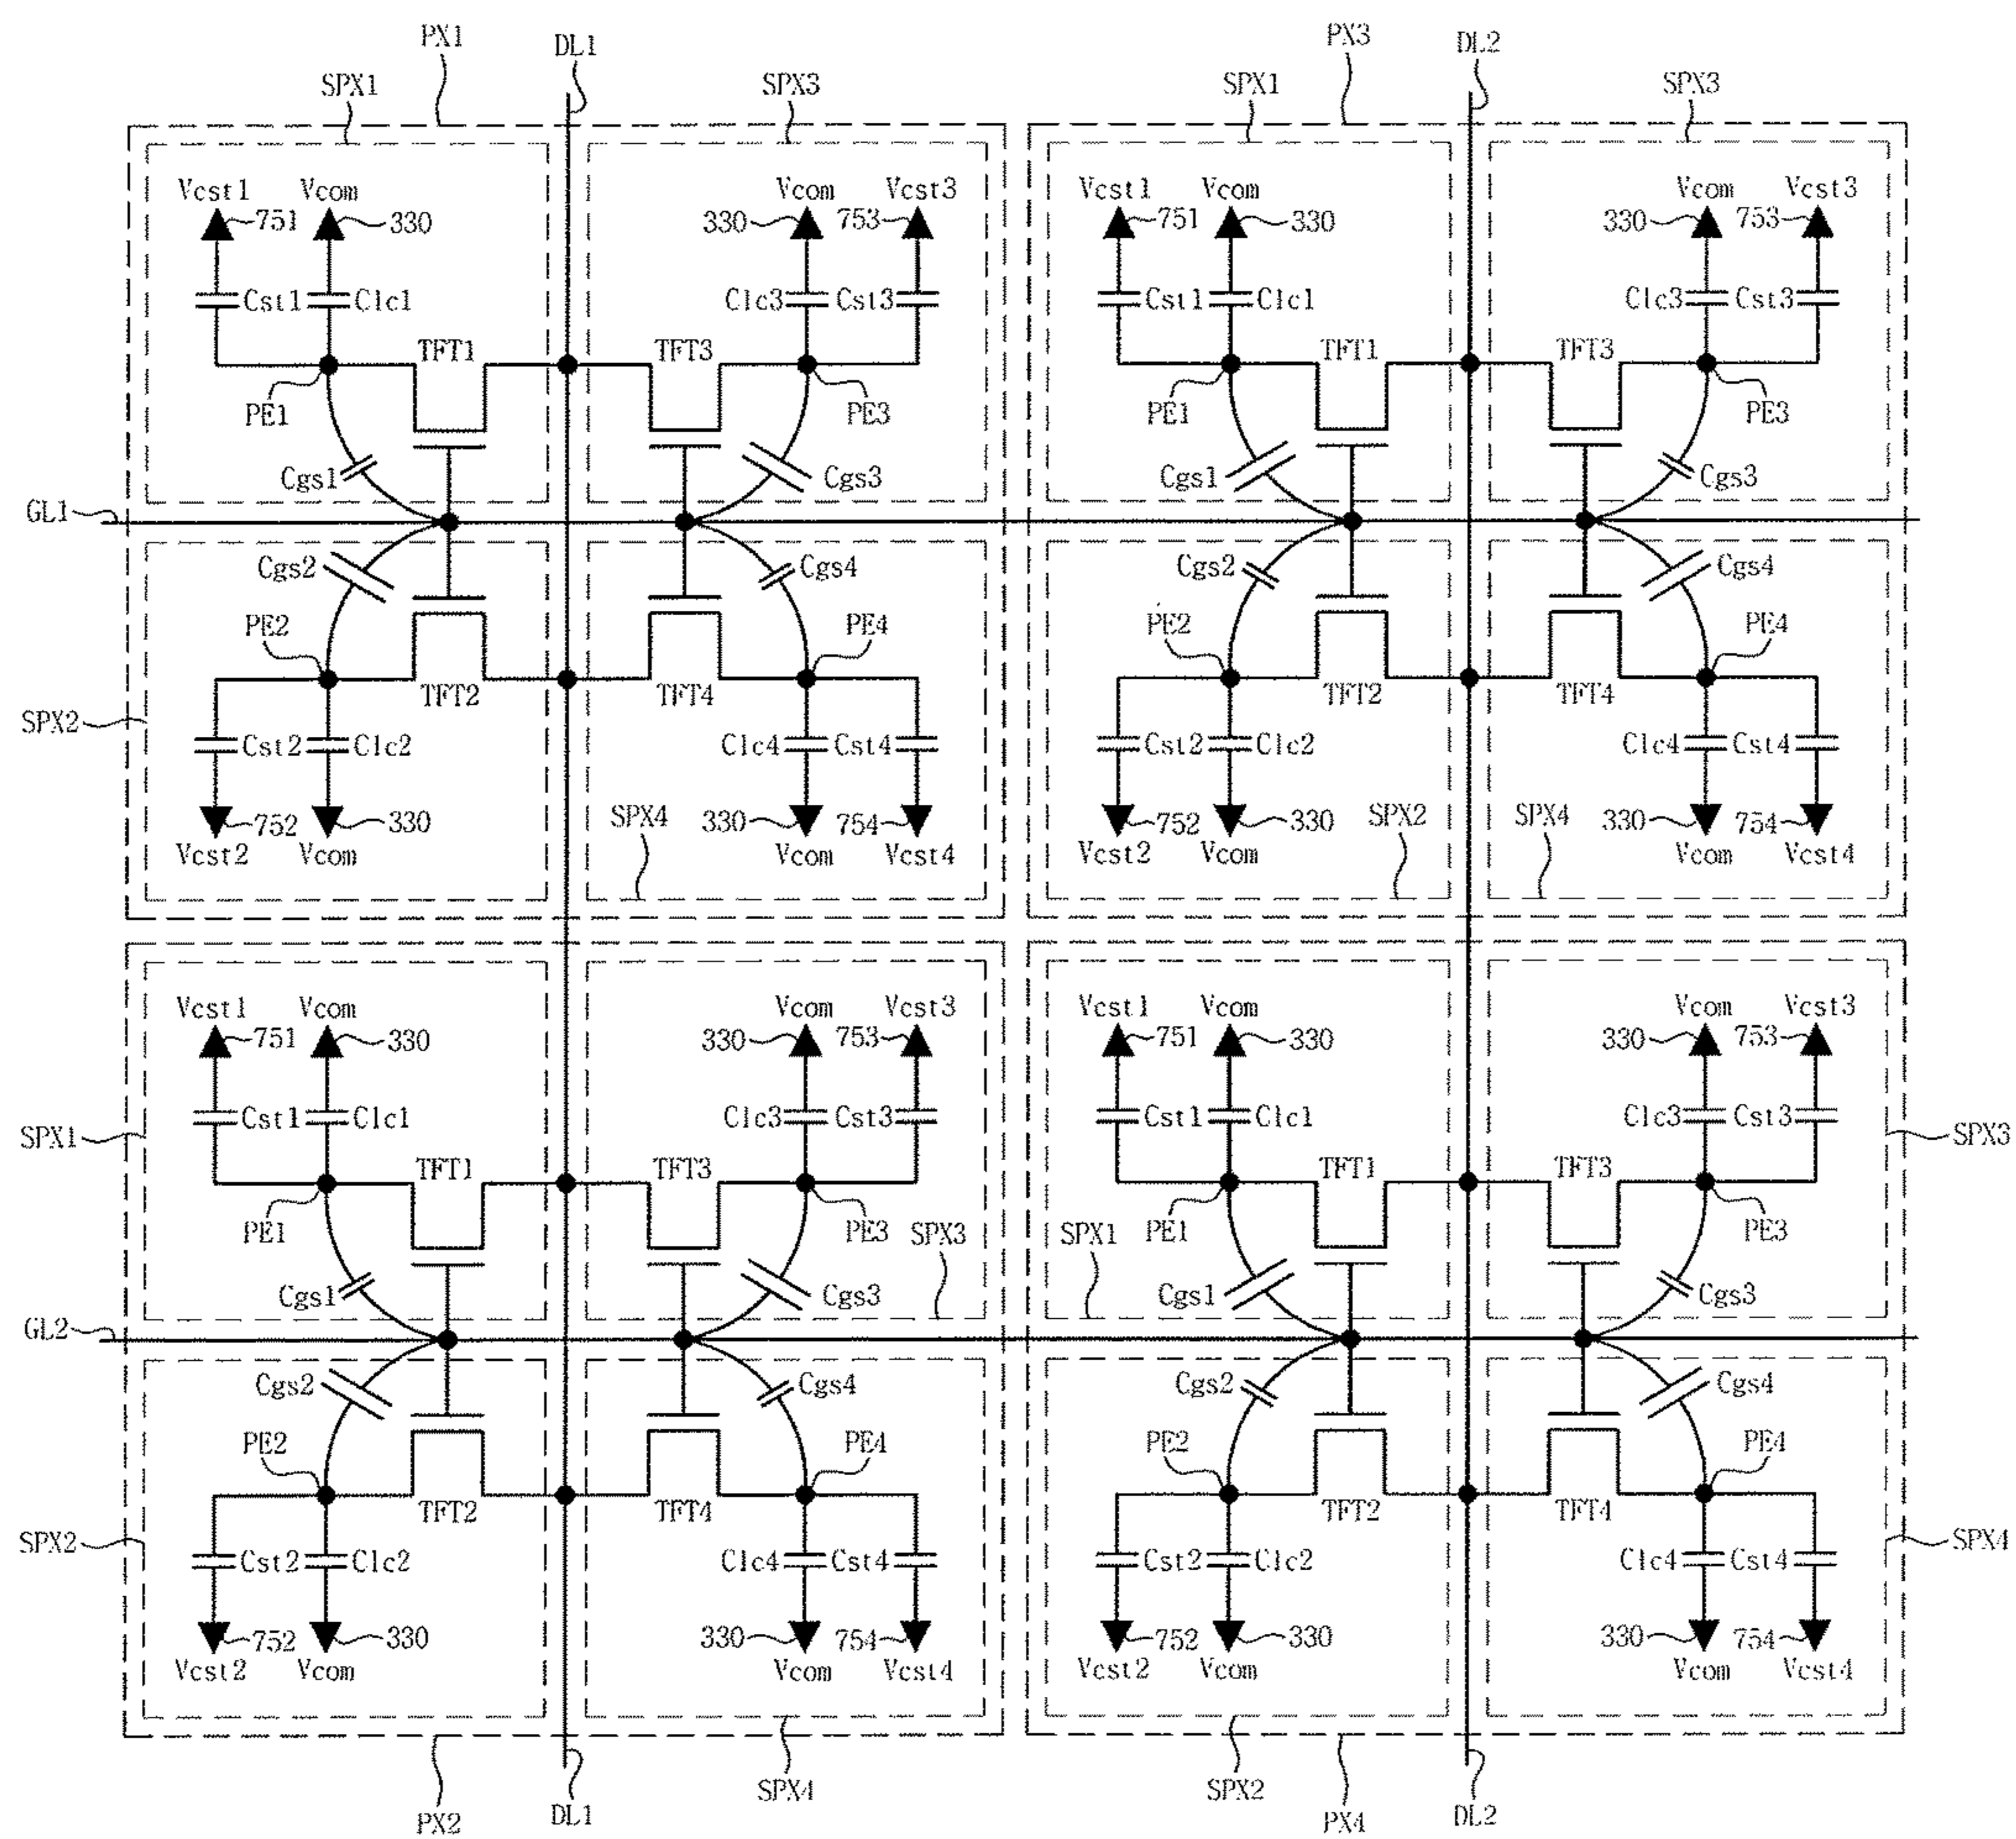 PX1 DL1 PX3 DL2
SPX1 SPX3 SPX1 SPX3
Vcst1 Vcom Vcom Vcst3 Vcst1 Vcom Vcom Vcst3
751 330 330 753 751 330 330 753
Cst1 Clc1 Clc3 Cst3 Cst1 Clc1 Clc3 Cst3
TFT1 TFT3 TFT1 TFT3
PE1 PE3 PE1 PE3
Cgs1 Cgs3 Cgs1 Cgs3
GL1
Cgs2 Cgs4 Cgs2 Cgs4
PE2 PE4 PE2 PE4
TFT2 TFT4 TFT2 TFT4
SPX2
Cst2 Clc2 Clc4 Cst4 Cst2 Clc2 Clc4 Cst4
752 330 SPX4 330 754 752 330 SPX2 SPX4 330 754
Vcst2 Vcom Vcom Vcst4 Vcst2 Vcom Vcom Vcst4
Vcst1 Vcom Vcom Vcst3 Vcst1 Vcom Vcom Vcst3
751 330 330 753 751 330 330 753
Cst1 Clc1 Clc3 Cst3 Cst1 Clc1 Clc3 Cst3
SPX1 SPX3
TFT1 TFT3 TFT1 TFT3
PE1 PE3 SPX3 SPX1 PE1 PE3
Cgs1 Cgs3 Cgs1 Cgs3
GL2
Cgs2 Cgs4 Cgs2 Cgs4
PE2 PE4 PE2 PE4
TFT2 TFT4 TFT2 TFT4
SPX2 SPX4
Cst2 Clc2 Clc4 Cst4 Cst2 Clc2 Clc4 Cst4
752 330 330 754 752 330 330 754
Vcst2 Vcom Vcom Vcst4 Vcst2 Vcom Vcom Vcst4
SPX4 SPX2
PX2 DL1 PX4 DL2